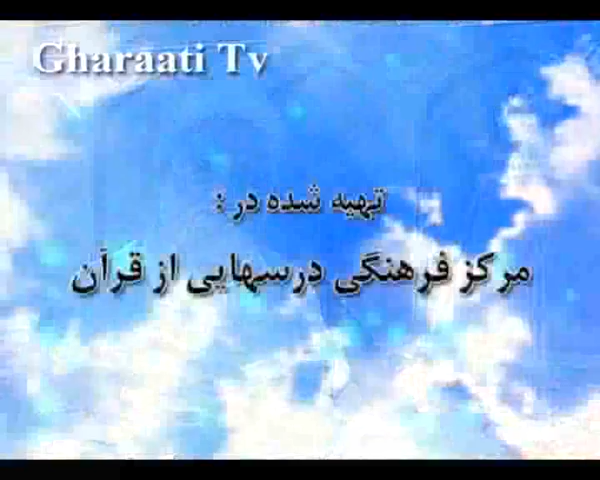 Gharaati Tv
تهیه شده در :
مرکز فرهنگی درسهایی از قرآن